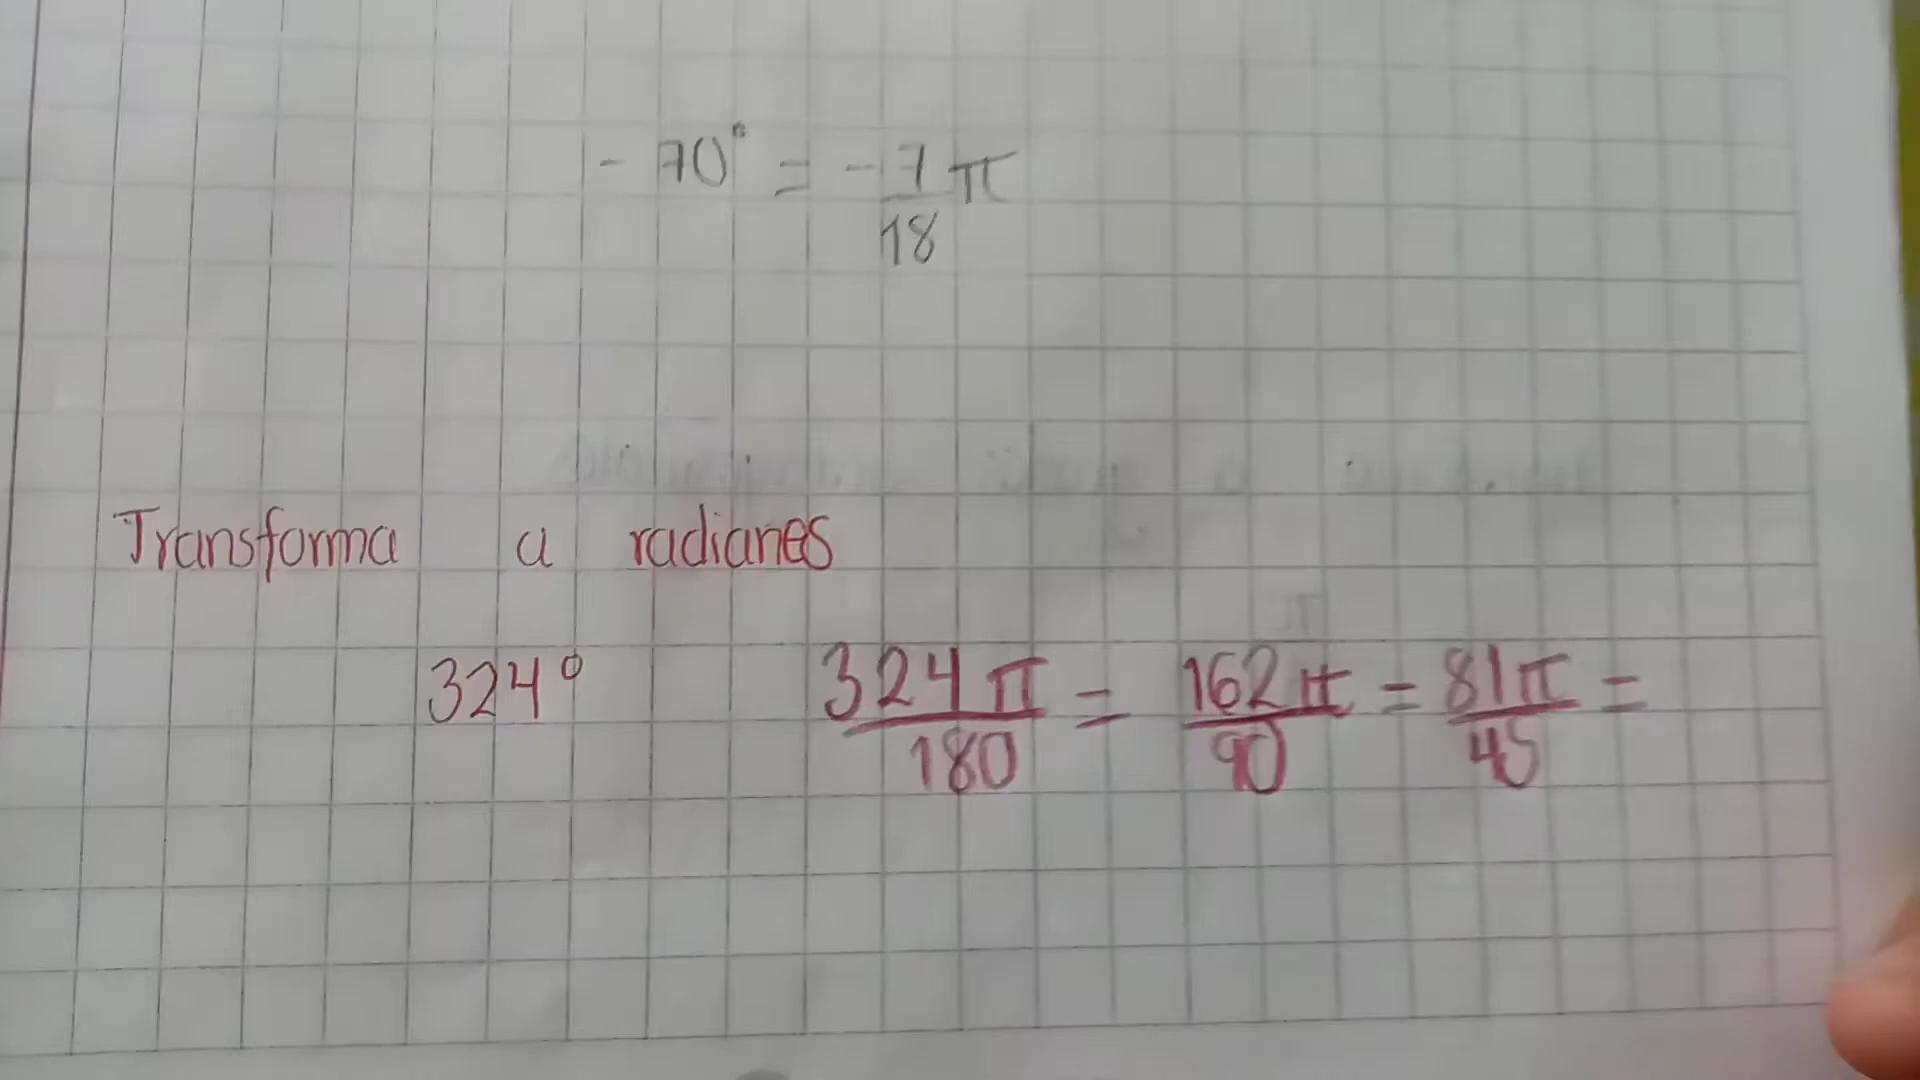 - 70° = - 7/18 π
Transforma a radianes
324° 324π/180 = 162π/90 = 81π/45 =